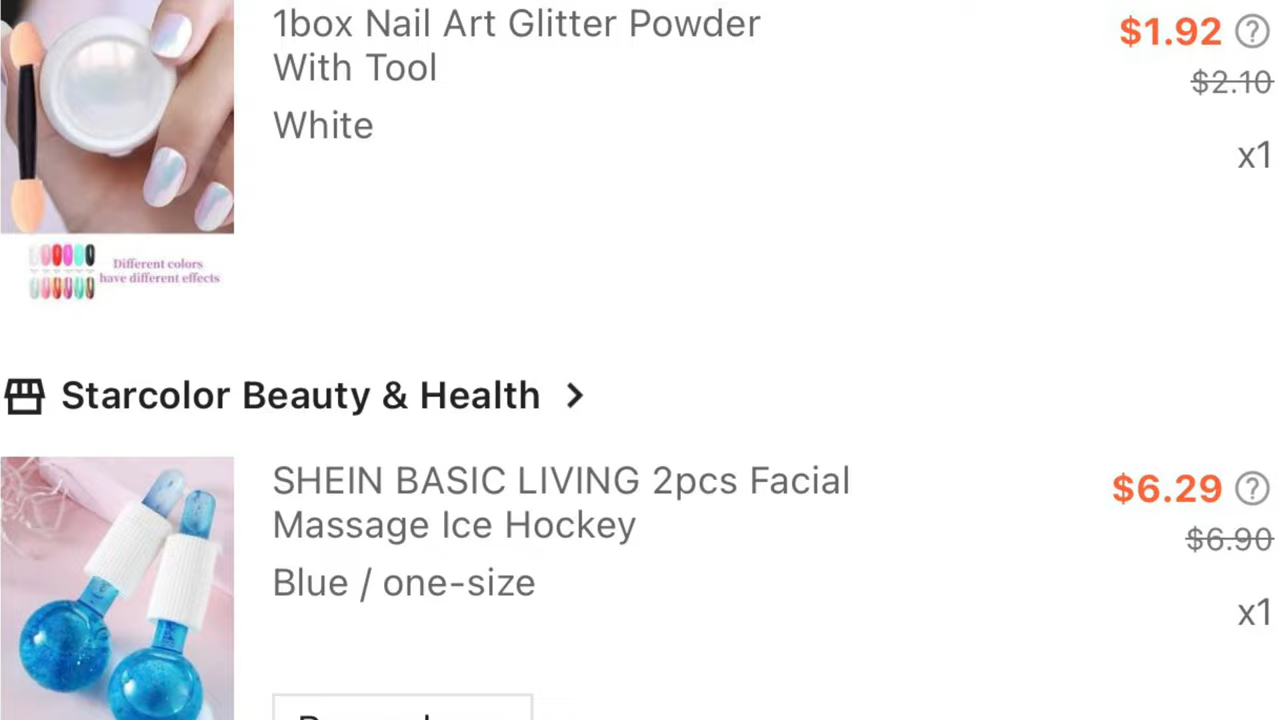 1box Nail Art Glitter Powder
With Tool
White
$1.92
$2.10
x1
Different colors
have different effects
Starcolor Beauty & Health
SHEIN BASIC LIVING 2pcs Facial
Massage Ice Hockey
Blue / one-size
$6.29
$6.90
x1